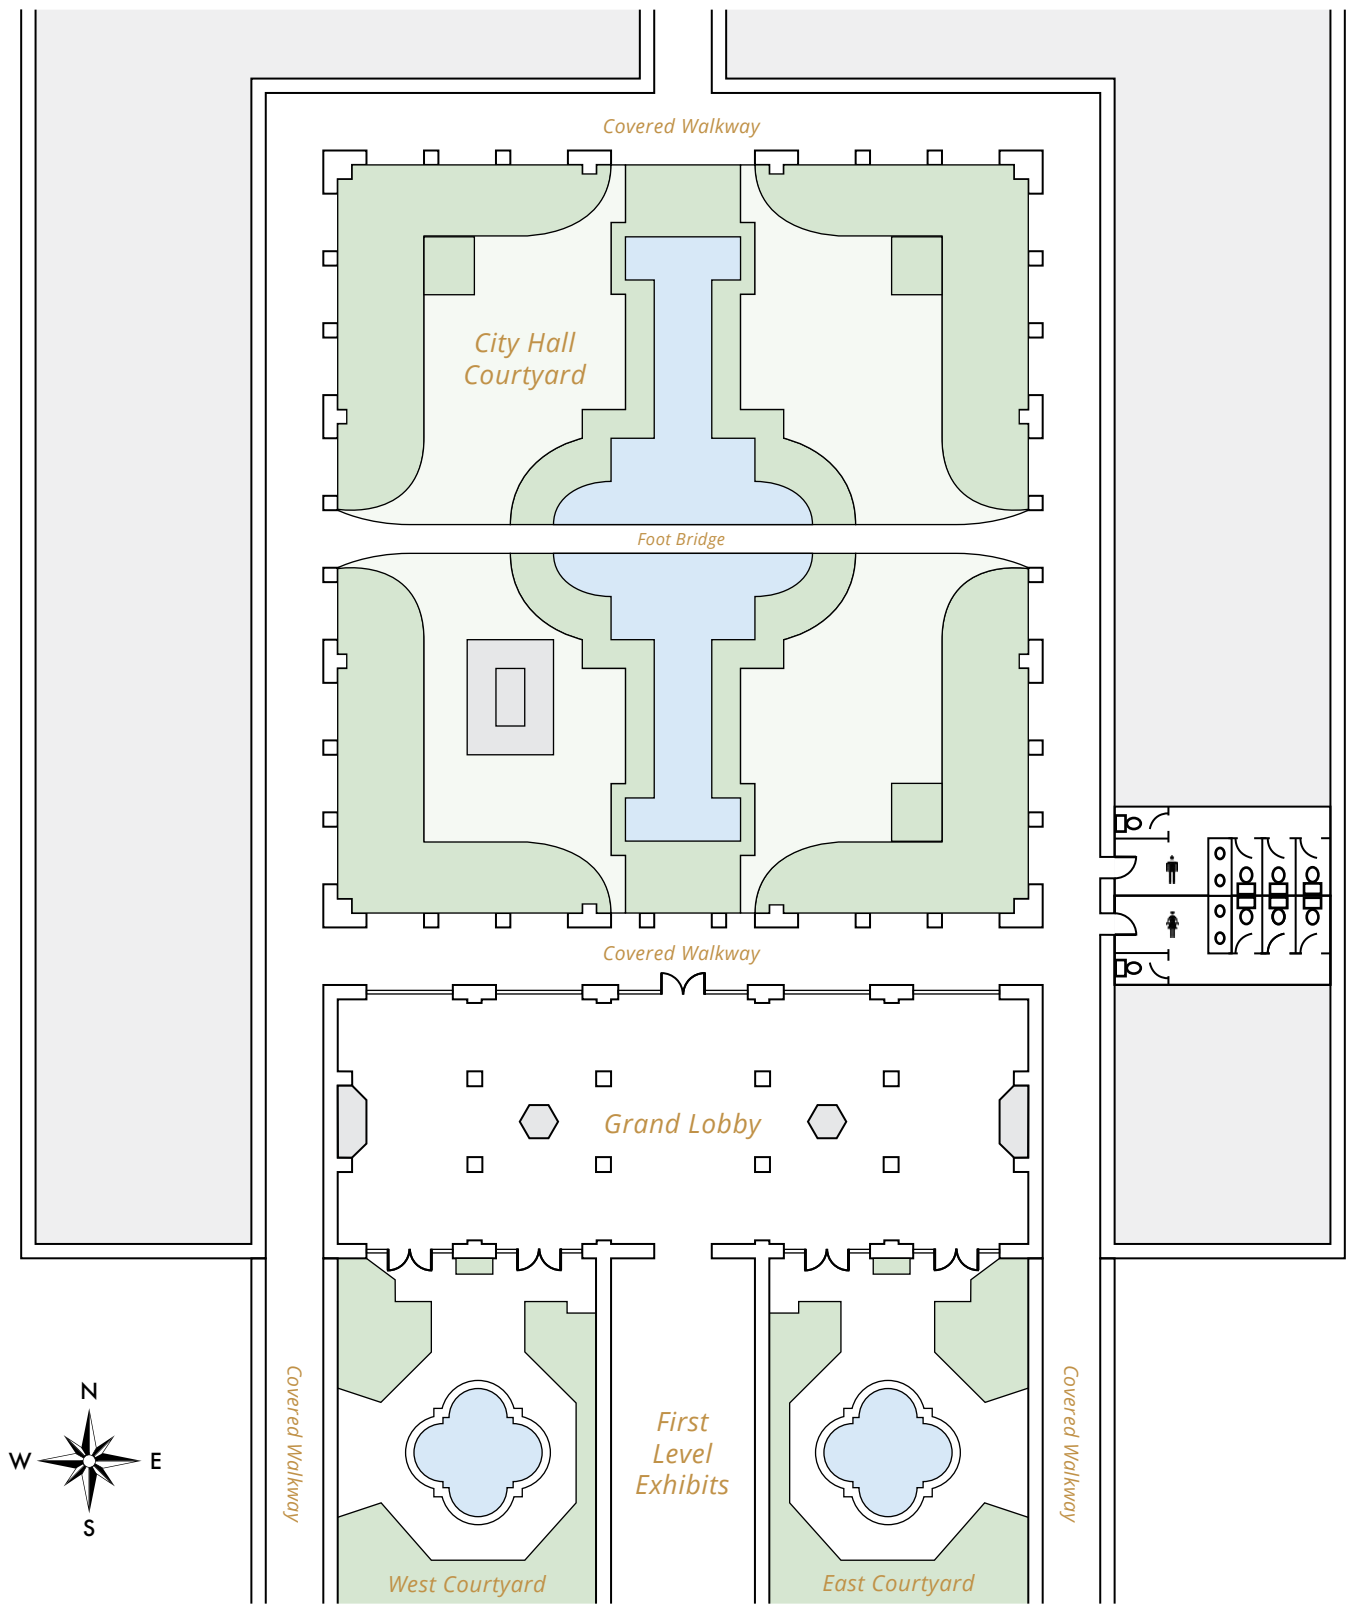 Covered Walkway
City Hall
Courtyard
Foot Bridge
Covered Walkway
Grand Lobby
Covered Walkway
First
Level
Exhibits
Covered Walkway
N
W
E
S
West Courtyard
East Courtyard